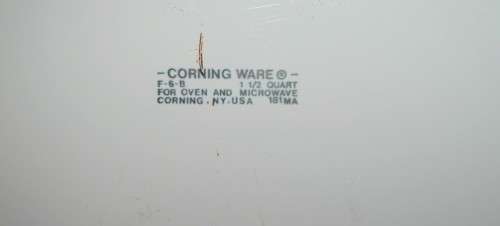 - CORNING WARE ® -
F-6-B 1 1/2 QUART
FOR OVEN AND MICROWAVE
CORNING, NY. USA 181MA